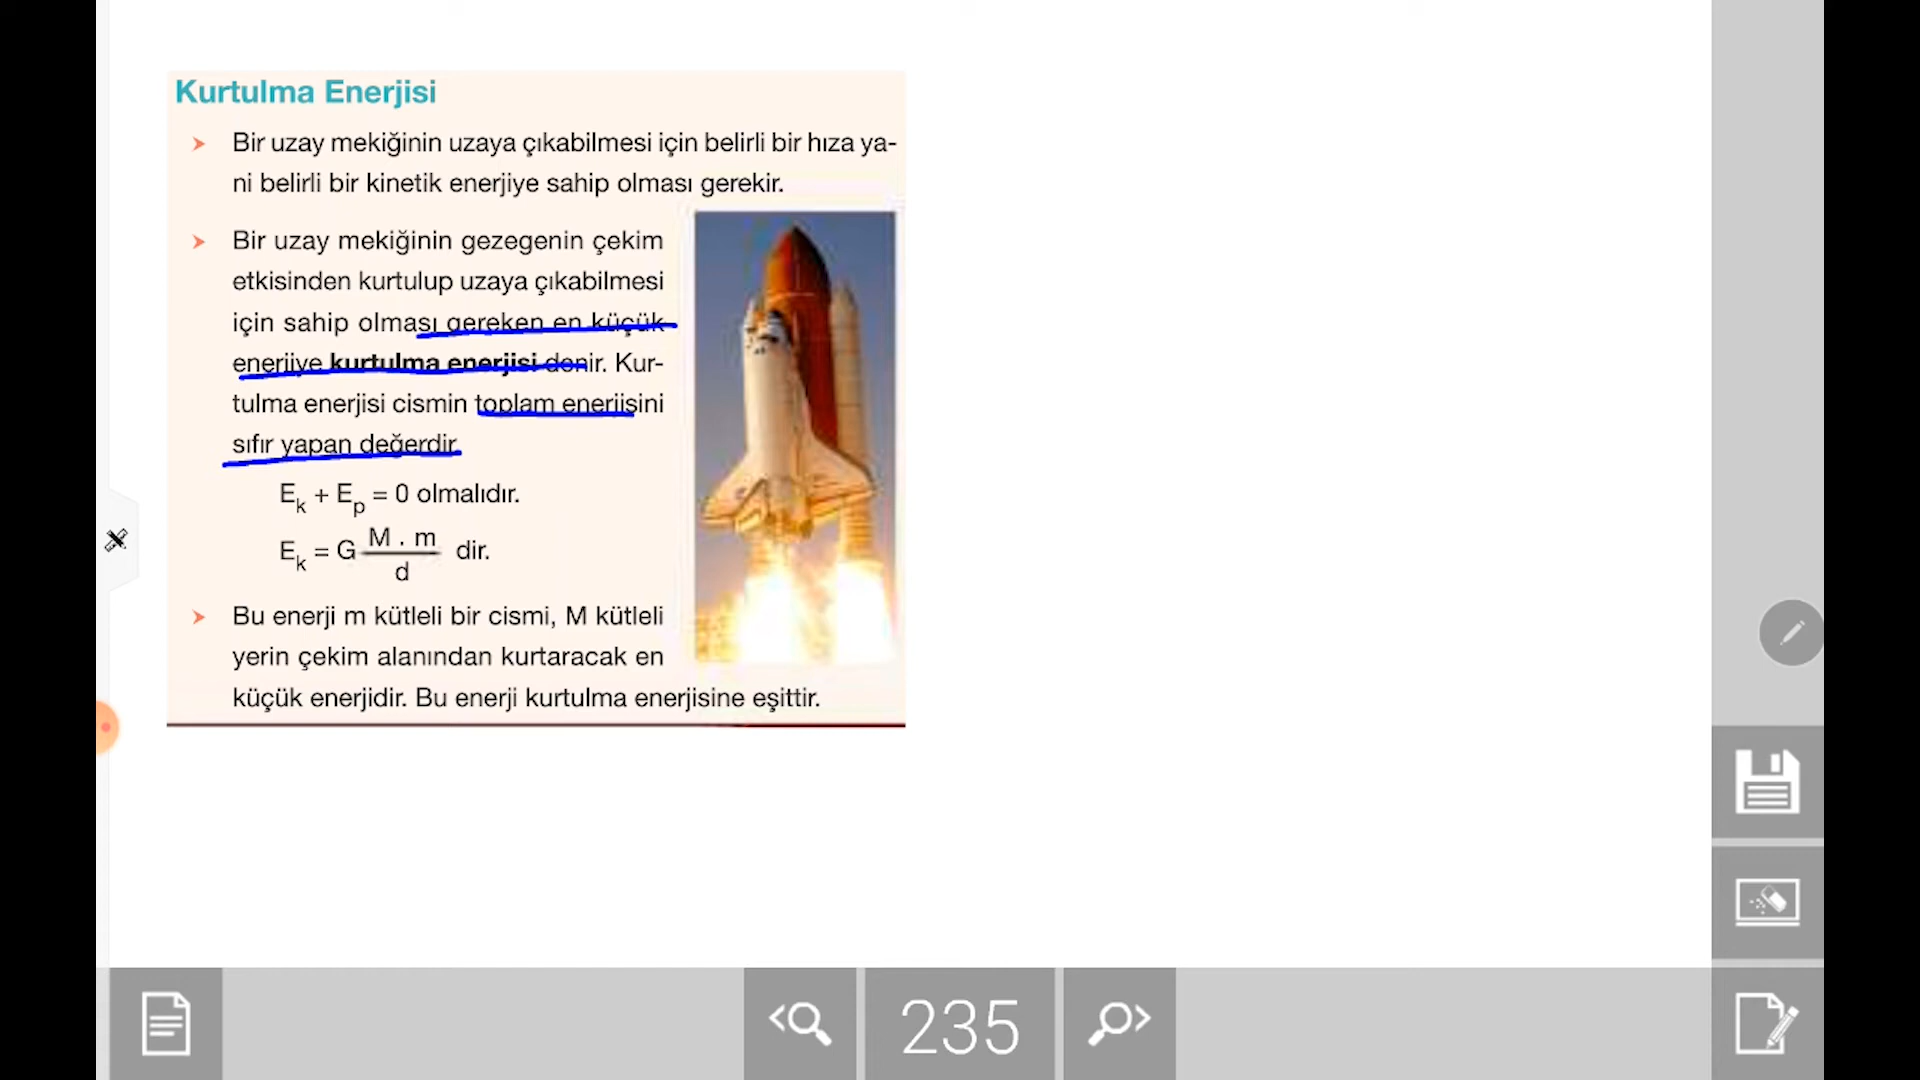 Kurtulma Enerjisi
Bir uzay mekiğinin uzaya çıkabilmesi için belirli bir hıza ya-
ni belirli bir kinetik enerjiye sahip olması gerekir.
Bir uzay mekiğinin gezegenin çekim
etkisinden kurtulup uzaya çıkabilmesi
için sahip olması gereken en küçük
enerjiye kurtulma enerjisi denir. Kur-
tulma enerjisi cismin toplam enerjisini
sıfır yapan değerdir.
E_k + E_p = 0 olmalıdır.
E_k = G M . m / d dir.
Bu enerji m kütleli bir cismi, M kütleli
yerin çekim alanından kurtaracak en
küçük enerjidir. Bu enerji kurtulma enerjisine eşittir.
235